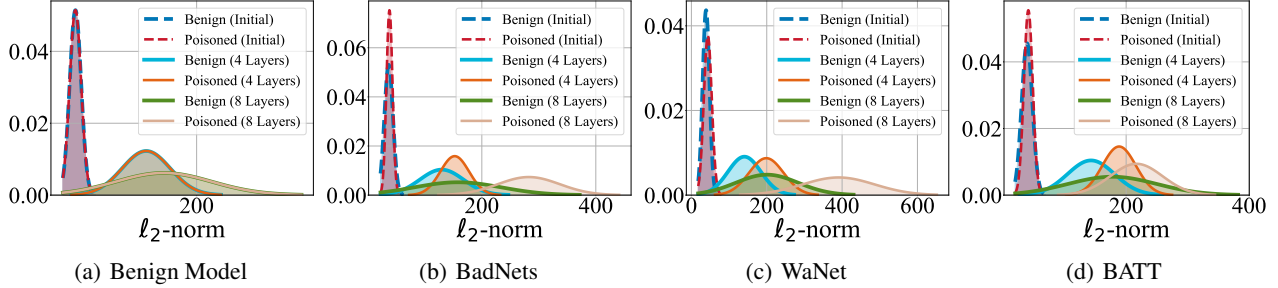 0.04
0.02
0.00
200
ℓ₂-norm
Benign (Initial)
Poisoned (Initial)
Benign (4 Layers)
Poisoned (4 Layers)
Benign (8 Layers)
Poisoned (8 Layers)
(a) Benign Model
0.08
0.06
0.04
0.02
0.00
200
400
ℓ₂-norm
Benign (Initial)
Poisoned (Initial)
Benign (4 Layers)
Poisoned (4 Layers)
Benign (8 Layers)
Poisoned (8 Layers)
(b) BadNets
0.04
0.02
0.00
0
200
400
600
ℓ₂-norm
Benign (Initial)
Poisoned (Initial)
Benign (4 Layers)
Poisoned (4 Layers)
Benign (8 Layers)
Poisoned (8 Layers)
(c) WaNet
0.04
0.02
0.00
200
400
ℓ₂-norm
Benign (Initial)
Poisoned (Initial)
Benign (4 Layers)
Poisoned (4 Layers)
Benign (8 Layers)
Poisoned (8 Layers)
(d) BATT